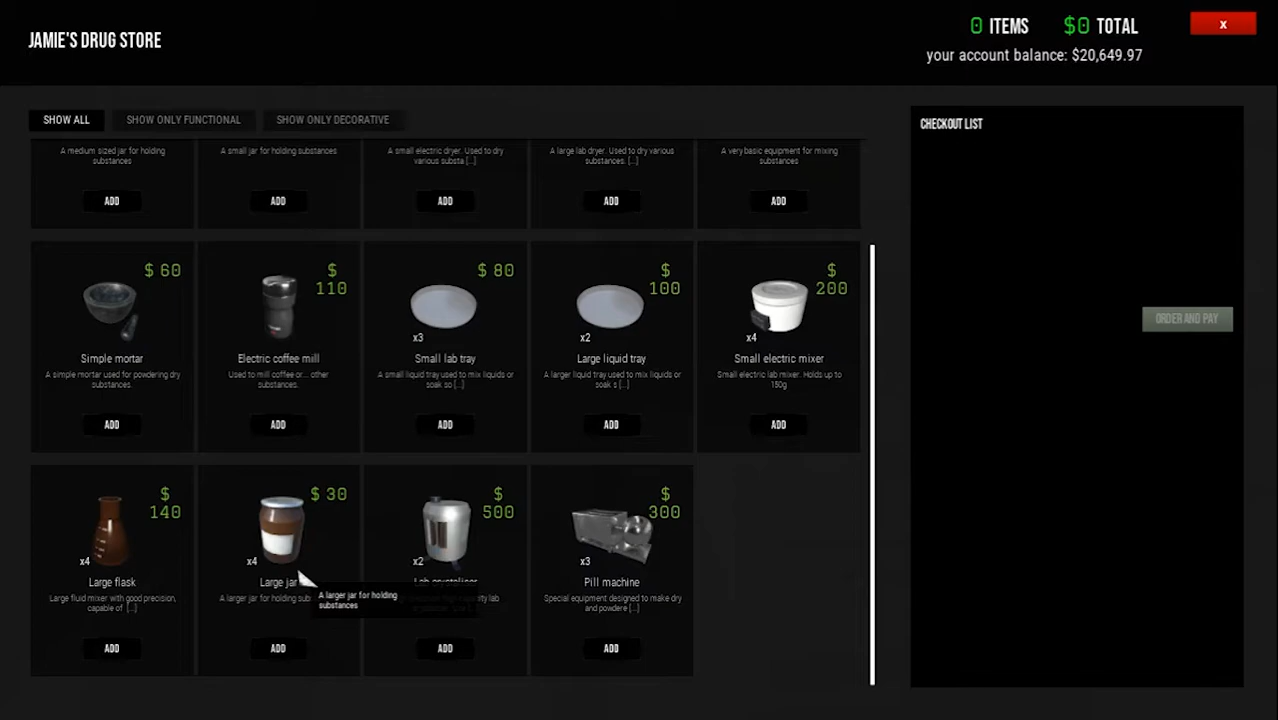 JAMIE'S DRUG STORE
0 ITEMS $0 TOTAL
x
your account balance: $20,649.97
SHOW ALL
SHOW ONLY FUNCTIONAL
SHOW ONLY DECORATIVE
CHECKOUT LIST
A medium sized jar for holding
substances
A small jar for holding substances
A small electric dryer. Used to dry
various substa [...]
A large lab dryer. Used to dry various
substances. [...]
A very basic equipment for mixing
substances
ADD
ADD
ADD
ADD
ADD
$ 60
Simple mortar
A simple mortar used for powdering dry
substances.
ADD
$
110
Electric coffee mill
Used to mill coffee or... other
substances.
ADD
$ 80
x3
Small lab tray
A small liquid tray used to mix liquids or
soak so [...]
ADD
$
100
x2
Large liquid tray
A larger liquid tray used to mix liquids or
soak s [...]
ADD
$
200
x4
Small electric mixer
Small electric lab mixer. Holds up to
150g
ADD
ORDER AND PAY
$
140
x4
Large flask
Large fluid mixer with good precision,
capable of [...]
ADD
$ 30
x4
Large jar
A larger jar for holding sub
A larger jar for holding
substances
ADD
$
500
x2
Lab crystaliser
ADD
$
300
x3
Pill machine
Special equipment designed to make dry
and powdere [...]
ADD